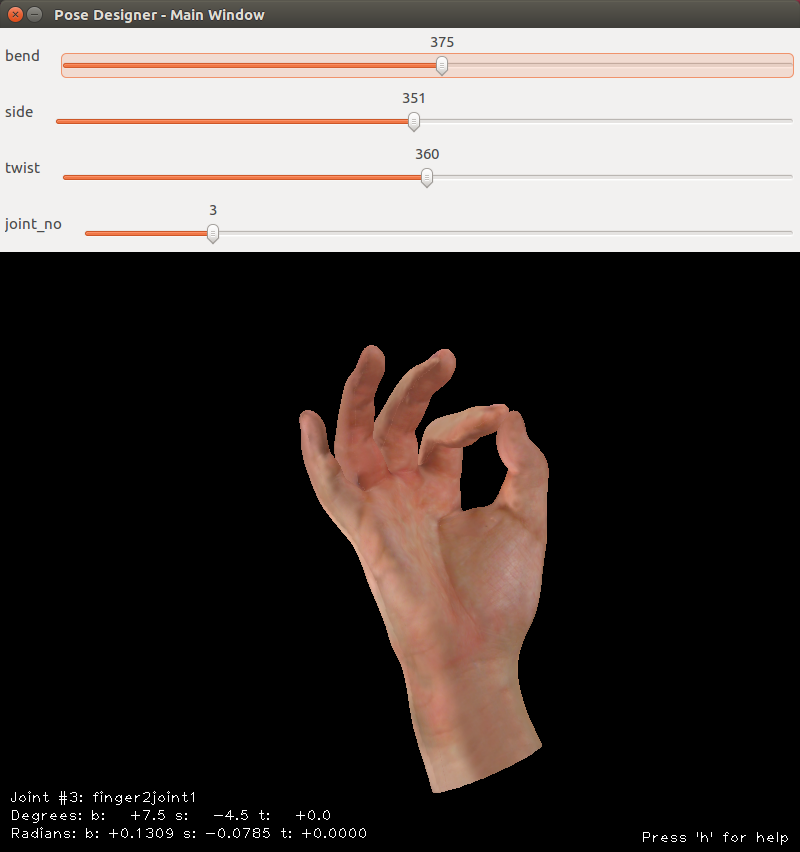 Pose Designer - Main Window
375
bend
351
side
360
twist
3
joint_no
Joint #3: finger2joint1
Degrees: b: +7.5 s: -4.5 t: +0.0
Radians: b: +0.1309 s: -0.0785 t: +0.0000
Press 'h' for help